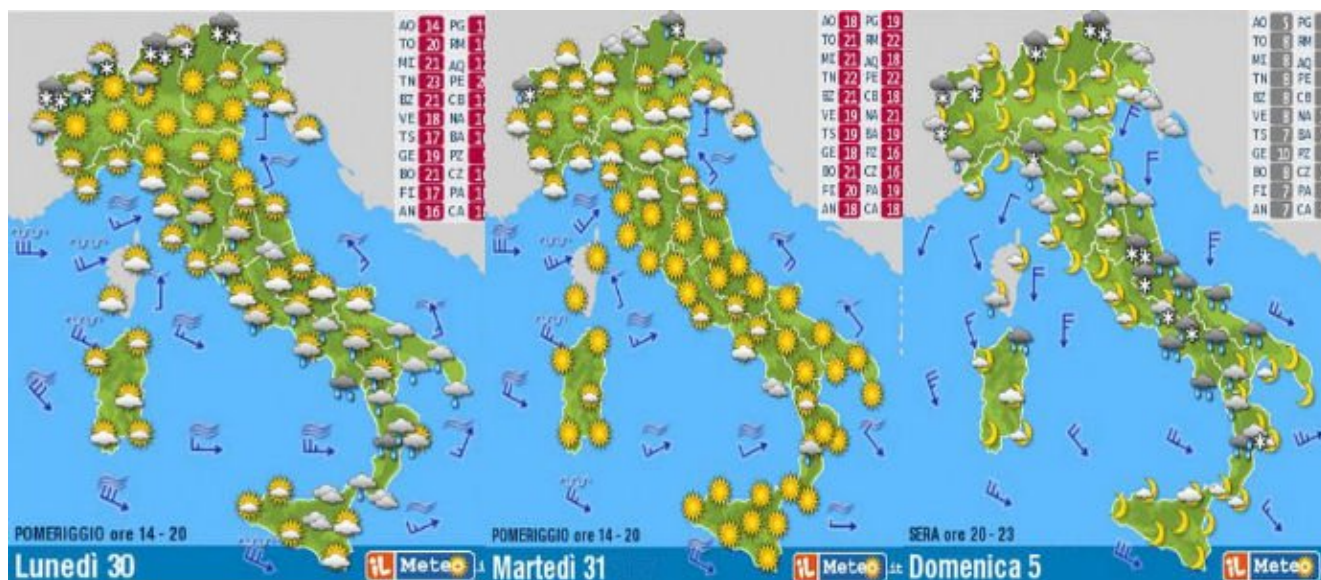 AO 14 PG
TO 20 RM
MI 21 AQ
TN 23 PE
BZ 21 CB
VE 18 NA
TS 17 BA
GE 19 PZ
BO 21 CZ
FI 17 PA
AN 16 CA
POMERIGGIO ore 14 - 20
Lunedì 30
iL Meteo
AO 18 PG 19
TO 21 RM 22
MI 21 AQ 18
TN 22 PE 22
BZ 21 CB 18
VE 19 NA 21
TS 19 BA 19
GE 18 PZ 16
BO 21 CZ 16
FI 20 PA 19
AN 18 CA 18
POMERIGGIO ore 14 - 20
Martedì 31
iL Meteo.it
AO PG
TO 8 RM
MI 8 AQ
TN PE
BZ 8 CB
VE 8 NA
TS 7 BA
GE 10 PZ
BO CZ
FI 7 PA
AN 7 CA
SERA ore 20 - 23
Domenica 5
iL Meteo